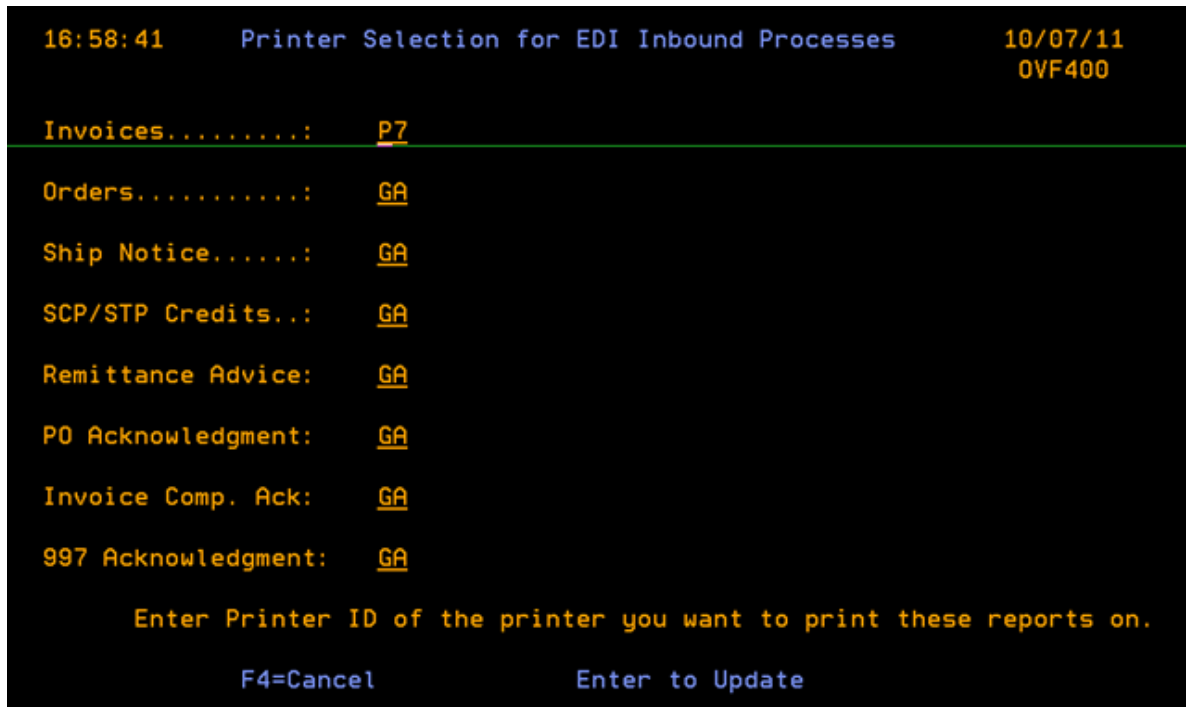 16:58:41 Printer Selection for EDI Inbound Processes 10/07/11
OVF400
Invoices.........: P7
Orders...........: GA
Ship Notice......: GA
SCP/STP Credits..: GA
Remittance Advice: GA
PO Acknowledgment: GA
Invoice Comp. Ack: GA
997 Acknowledgment: GA
Enter Printer ID of the printer you want to print these reports on.
F4=Cancel Enter to Update